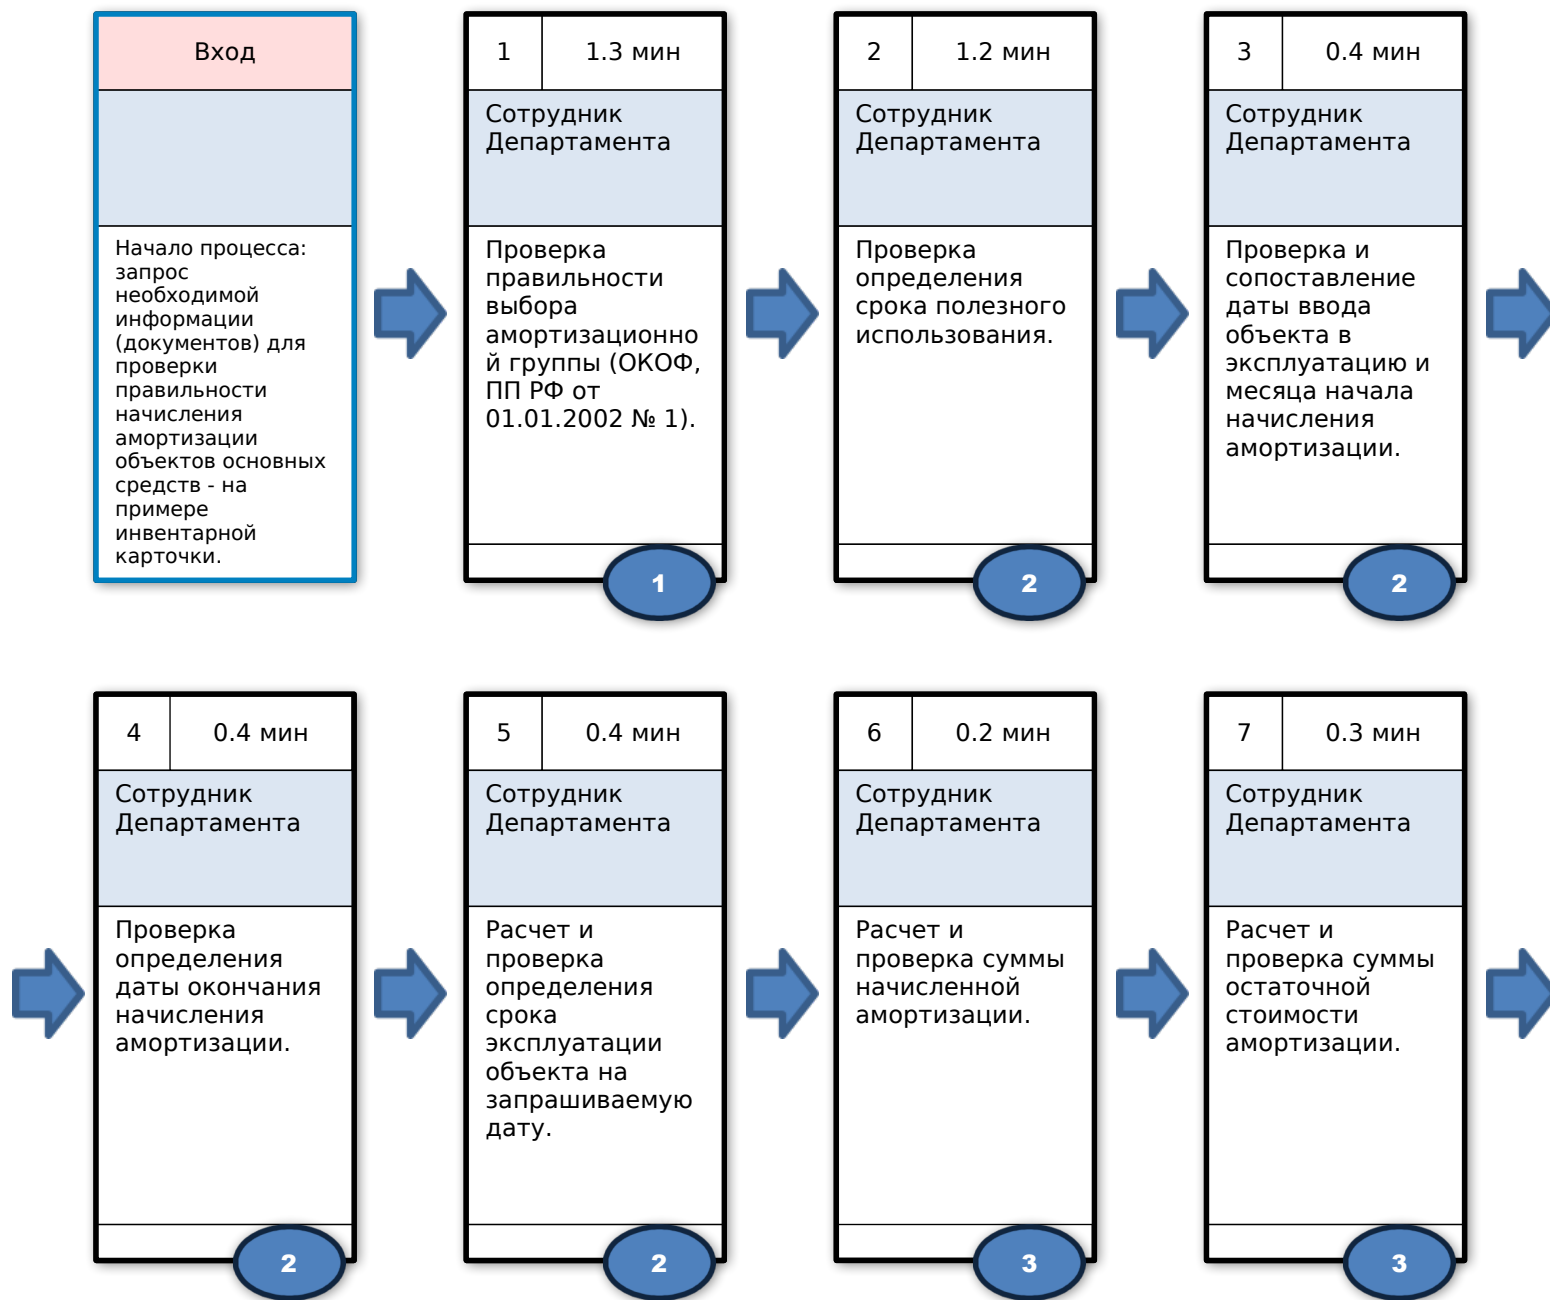 Вход
Начало процесса:
запрос
необходимой
информации
(документов) для
проверки
правильности
начисления
амортизации
объектов основных
средств - на
примере
инвентарной
карточки.
1
1.3 мин
Сотрудник
Департамента
Проверка
правильности
выбора
амортизационно
й группы (ОКОФ,
ПП РФ от
01.01.2002 № 1).
1
2
1.2 мин
Сотрудник
Департамента
Проверка
определения
срока полезного
использования.
2
3
0.4 мин
Сотрудник
Департамента
Проверка и
сопоставление
даты ввода
объекта в
эксплуатацию и
месяца начала
начисления
амортизации.
2
4
0.4 мин
Сотрудник
Департамента
Проверка
определения
даты окончания
начисления
амортизации.
2
5
0.4 мин
Сотрудник
Департамента
Расчет и
проверка
определения
срока
эксплуатации
объекта на
запрашиваемую
дату.
2
6
0.2 мин
Сотрудник
Департамента
Расчет и
проверка суммы
начисленной
амортизации.
3
7
0.3 мин
Сотрудник
Департамента
Расчет и
проверка суммы
остаточной
стоимости
амортизации.
3